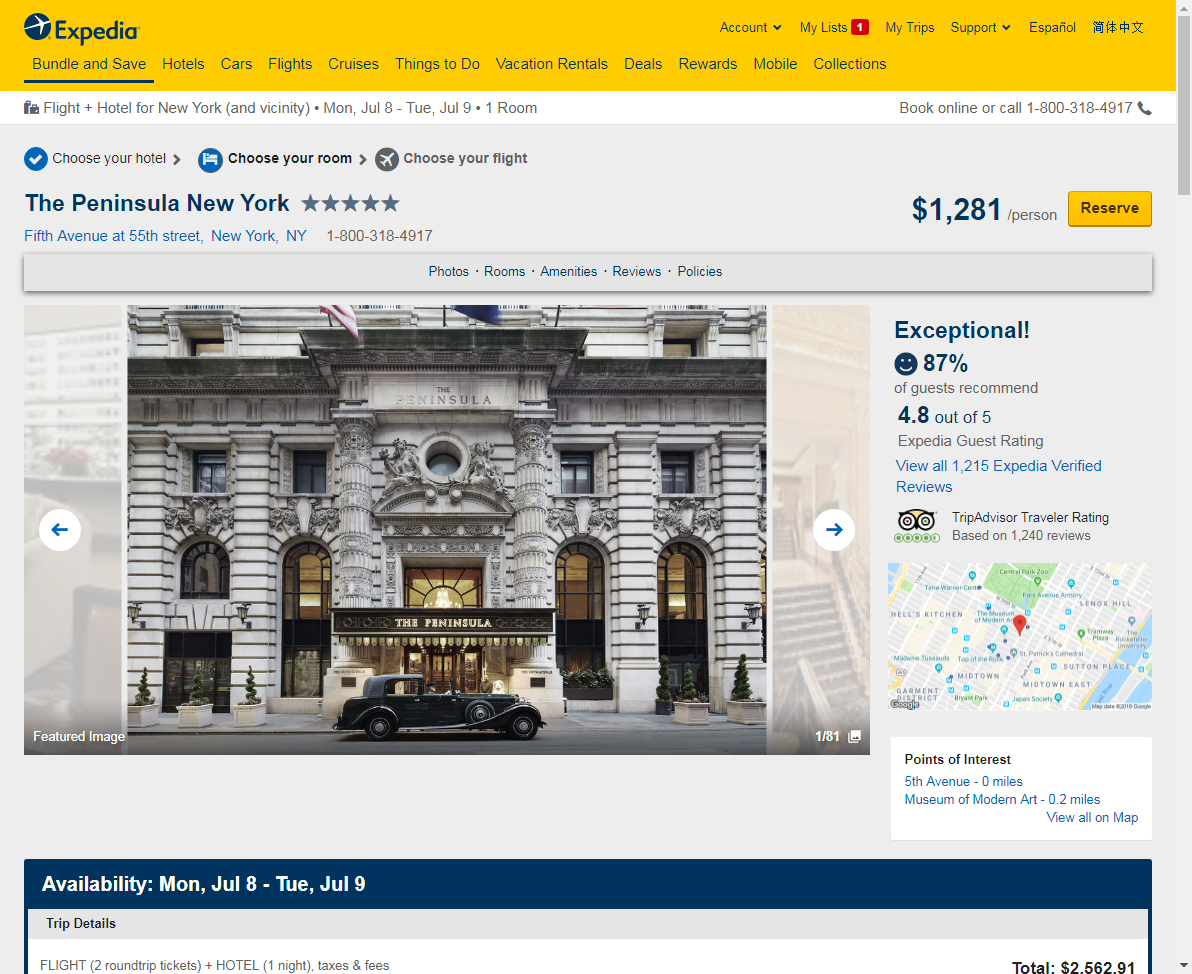 Expedia
Account My Lists 1 My Trips Support Español 简体中文
Bundle and Save Hotels Cars Flights Cruises Things to Do Vacation Rentals Deals Rewards Mobile Collections
Flight + Hotel for New York (and vicinity) • Mon, Jul 8 - Tue, Jul 9 • 1 Room
Book online or call 1-800-318-4917
Choose your hotel Choose your room Choose your flight
The Peninsula New York
$1,281 /person
Reserve
Fifth Avenue at 55th street, New York, NY 1-800-318-4917
Photos · Rooms · Amenities · Reviews · Policies
THE
PENINSULA
THE PENINSULA
Featured Image
1/81
Exceptional!
87%
of guests recommend
4.8 out of 5
Expedia Guest Rating
View all 1,215 Expedia Verified
Reviews
TripAdvisor Traveler Rating
Based on 1,240 reviews
Central Park Zoo
Time Warner Center
Park Avenue Armory
LENOX HILL
HELL'S KITCHEN
The Museum
of Modern Art
Tramway
Plaza
The
Rockefeller
University
St. Patrick's Cathedral
Madame Tussauds
Top of the Rock
SUTTON PLACE
MIDTOWN
MIDTOWN EAST
GARMENT
DISTRICT
Bryant Park
Japan Society
Google
Map data ©2018 Google
Points of Interest
5th Avenue - 0 miles
Museum of Modern Art - 0.2 miles
View all on Map
Availability: Mon, Jul 8 - Tue, Jul 9
Trip Details
FLIGHT (2 roundtrip tickets) + HOTEL (1 night), taxes & fees
Total: $2,562.91